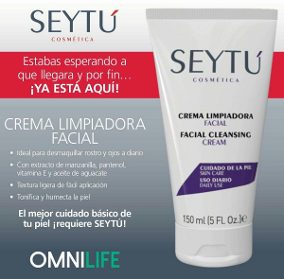 SEYTÚ
COSMÉTICA
Estabas esperando a
que llegara y por fin...
¡YA ESTÁ AQUÍ!
CREMA LIMPIADORA
FACIAL
• Ideal para desmaquillar rostro y ojos a diario
• Con extracto de manzanilla, pantenol,
vitamina E y aceite de aguacate
• Textura ligera de fácil aplicación
• Tonifica y humecta la piel
El mejor cuidado básico de
tu piel ¡requiere SEYTÚ!
OMNILIFE
SEYTÚ
COSMÉTICA
CREMA LIMPIADORA
FACIAL
FACIAL CLEANSING
CREAM
CUIDADO DE LA PIEL
SKIN CARE
USO DIARIO
DAILY USE
150 ml (5 FL. Oz.) ℮